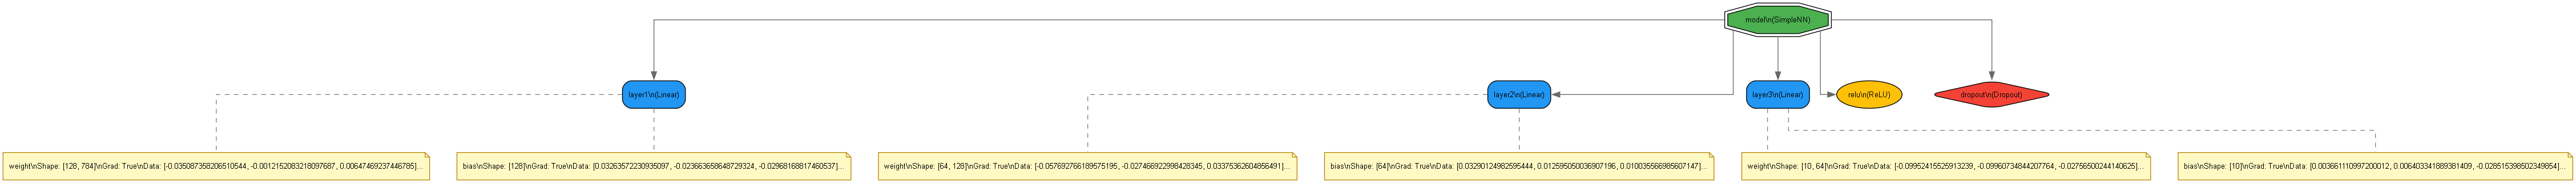 model\n(SimpleNN)
layer1\n(Linear)
layer2\n(Linear)
layer3\n(Linear)
relu\n(ReLU)
dropout\n(Dropout)
weight\nShape: [128, 784]\nGrad: True\nData: [-0.035087358206510544, -0.0012152083218097687, 0.00647469237446785]...
bias\nShape: [128]\nGrad: True\nData: [0.03263572230935097, -0.023663658648729324, -0.02968168817460537]...
weight\nShape: [64, 128]\nGrad: True\nData: [-0.057692766189575195, -0.027466922998428345, 0.03375362604856491]...
bias\nShape: [64]\nGrad: True\nData: [0.03290124982595444, 0.012595050036907196, 0.010035566985607147]...
weight\nShape: [10, 64]\nGrad: True\nData: [-0.09952415525913239, -0.09960734844207764, -0.02756500244140625]...
bias\nShape: [10]\nGrad: True\nData: [0.003661110997200012, 0.006403341889381409, -0.028515398502349854]...